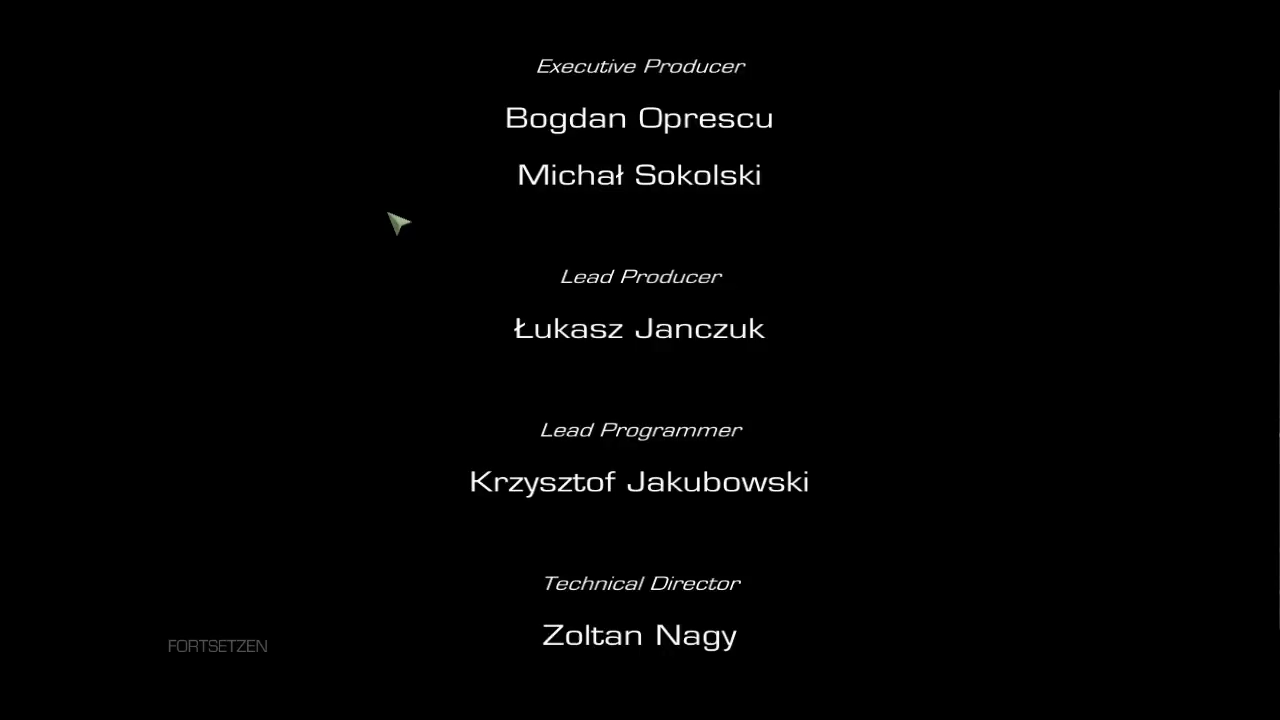 Executive Producer
Bogdan Oprescu
Michał Sokolski
Lead Producer
Łukasz Janczuk
Lead Programmer
Krzysztof Jakubowski
Technical Director
Zoltan Nagy
FORTSETZEN